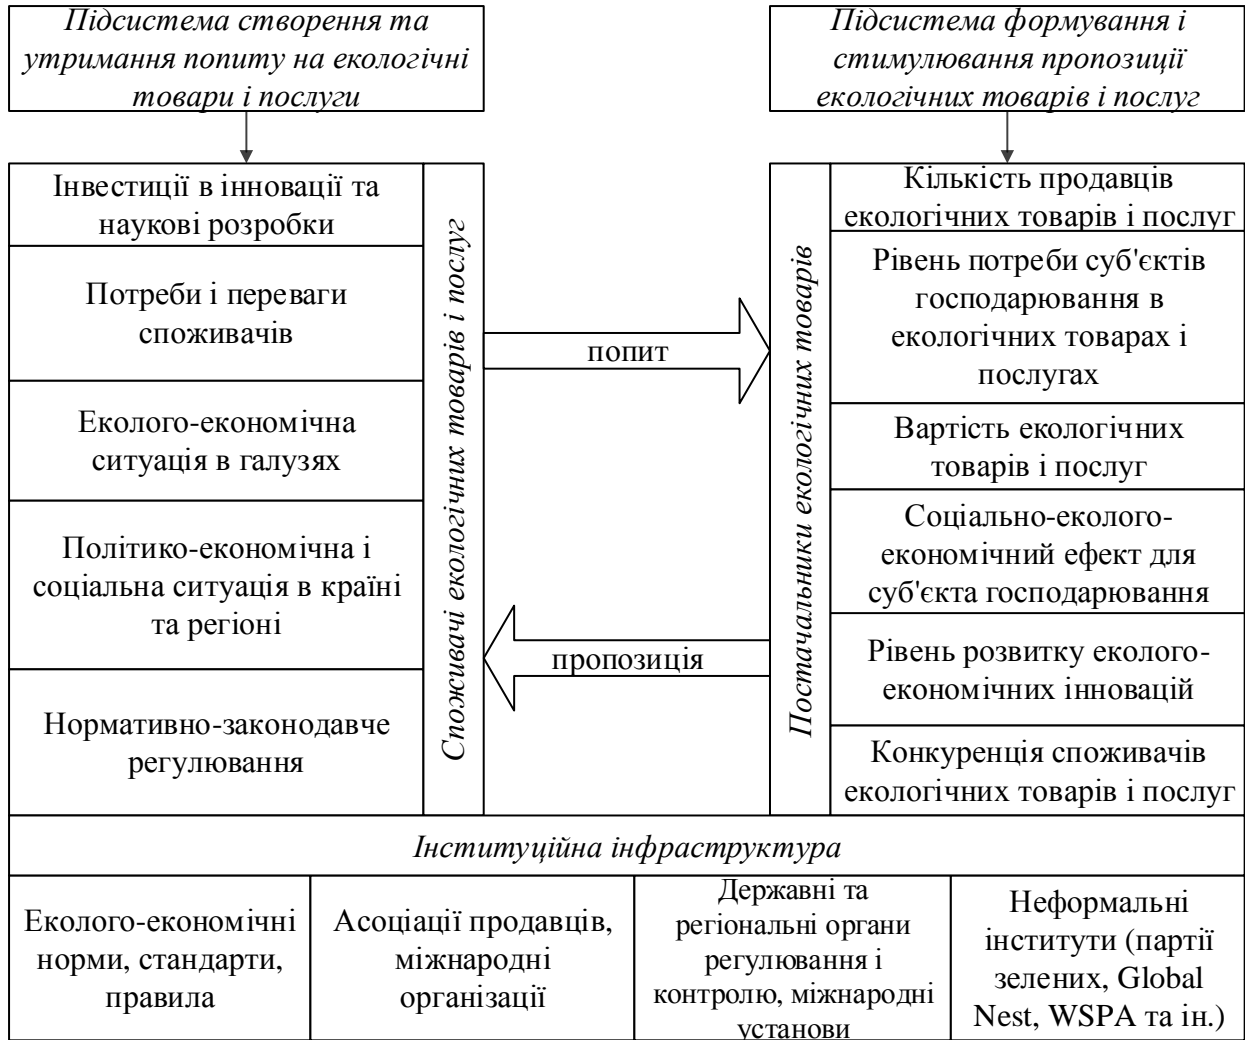 Підсистема створення та
утримання попиту на екологічні
товари і послуги
Підсистема формування і
стимулювання пропозиції
екологічних товарів і послуг
Інвестиції в інновації та
наукові розробки
Потреби і переваги
споживачів
Еколого-економічна
ситуація в галузях
Політико-економічна і
соціальна ситуація в країні
та регіоні
Нормативно-законодавче
регулювання
Споживачі екологічних товарів і послуг
попит
пропозиція
Постачальники екологічних товарів
Кількість продавців
екологічних товарів і послуг
Рівень потреби суб'єктів
господарювання в
екологічних товарах і
послугах
Вартість екологічних
товарів і послуг
Соціально-еколого-
економічний ефект для
суб'єкта господарювання
Рівень розвитку еколого-
економічних інновацій
Конкуренція споживачів
екологічних товарів і послуг
Інституційна інфраструктура
Еколого-економічні
норми, стандарти,
правила
Асоціації продавців,
міжнародні
організації
Державні та
регіональні органи
регулювання і
контролю, міжнародні
установи
Неформальні
інститути (партії
зелених, Global
Nest, WSPA та ін.)